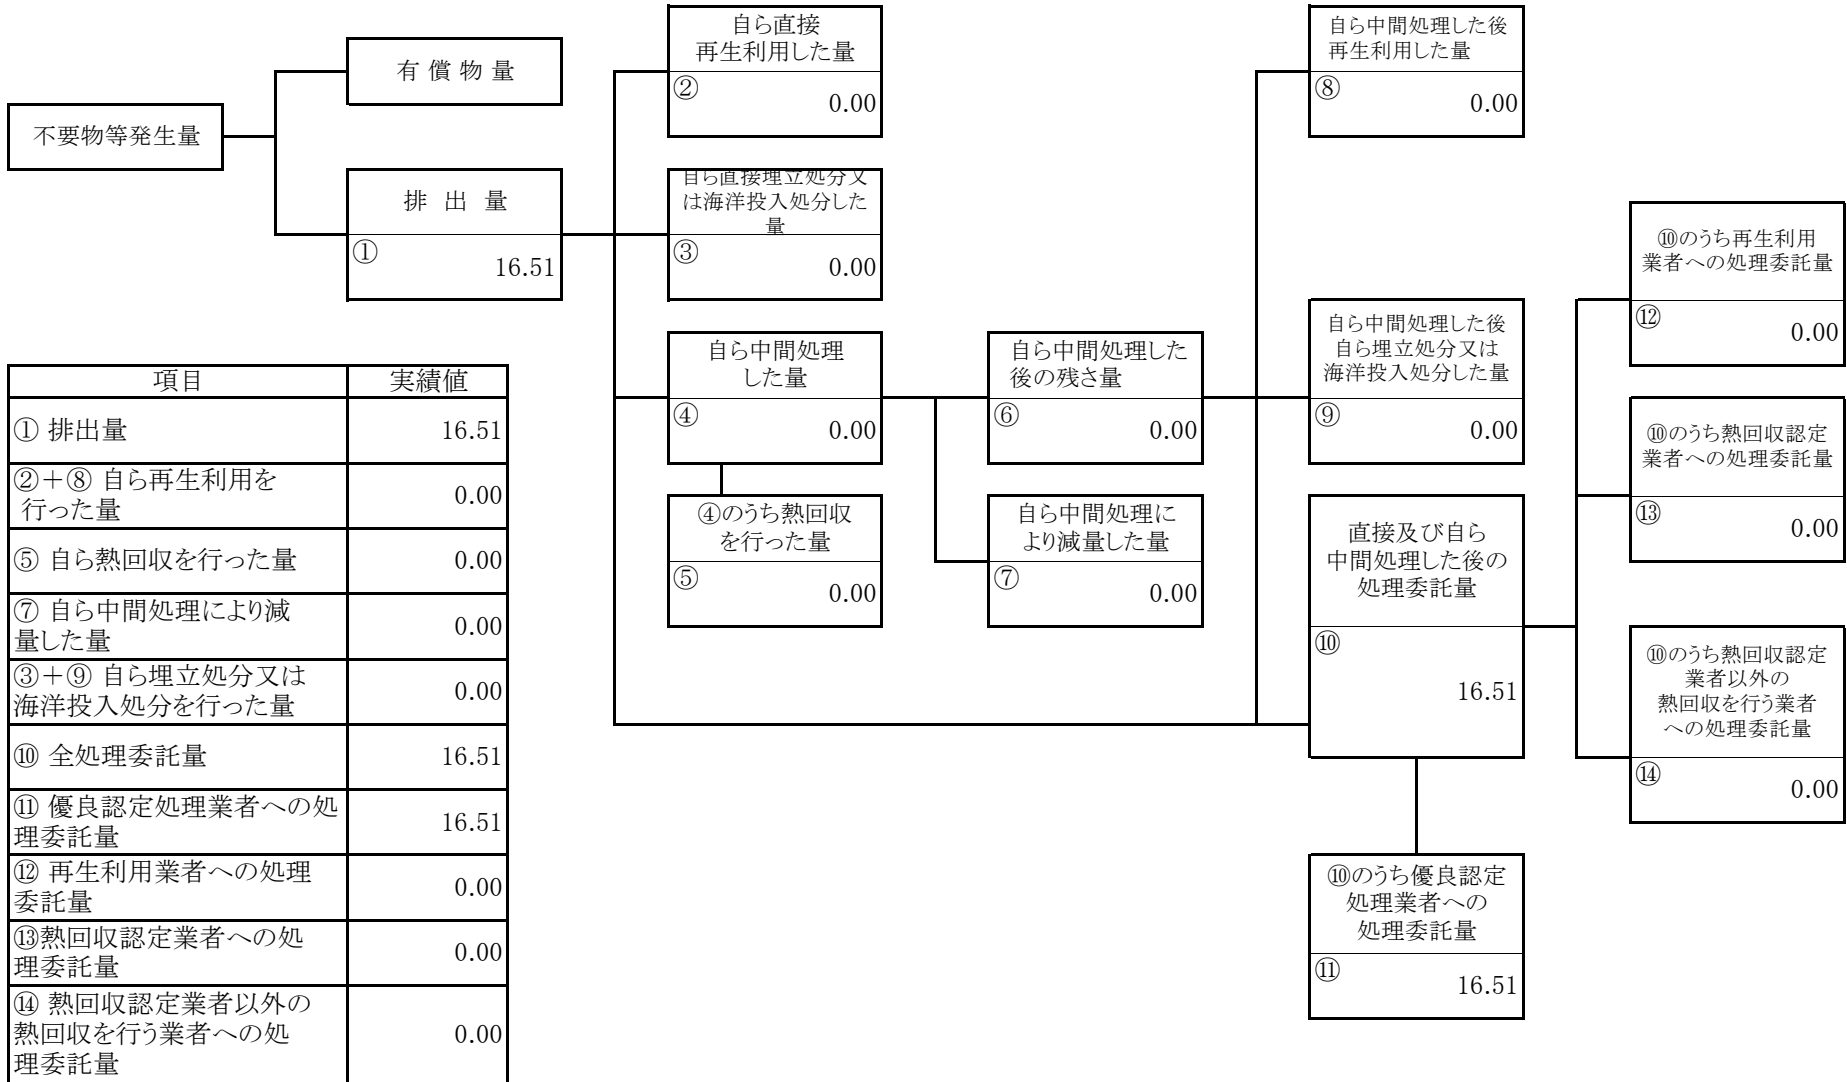 不要物等発生量
有 償 物 量
排 出 量
①
16.51
自ら直接
再生利用した量
②
0.00
自ら直接埋立処分又
は海洋投入処分した
量
③
0.00
自ら中間処理
した量
④
0.00
④のうち熱回収
を行った量
⑤
0.00
自ら中間処理した
後の残さ量
⑥
0.00
自ら中間処理に
より減量した量
⑦
0.00
自ら中間処理した後
再生利用した量
⑧
0.00
自ら中間処理した後
自ら埋立処分又は
海洋投入処分した量
⑨
0.00
直接及び自ら
中間処理した後の
処理委託量
⑩
16.51
⑩のうち優良認定
処理業者への
処理委託量
⑪
16.51
⑩のうち再生利用
業者への処理委託量
⑫
0.00
⑩のうち熱回収認定
業者への処理委託量
⑬
0.00
⑩のうち熱回収認定
業者以外の
熱回収を行う業者
への処理委託量
⑭
0.00
項目 実績値
① 排出量 16.51
②+⑧ 自ら再生利用を
行った量 0.00
⑤ 自ら熱回収を行った量 0.00
⑦ 自ら中間処理により減
量した量 0.00
③+⑨ 自ら埋立処分又は
海洋投入処分を行った量 0.00
⑩ 全処理委託量 16.51
⑪ 優良認定処理業者への処
理委託量 16.51
⑫ 再生利用業者への処理
委託量 0.00
⑬熱回収認定業者への処
理委託量 0.00
⑭ 熱回収認定業者以外の
熱回収を行う業者への処
理委託量 0.00